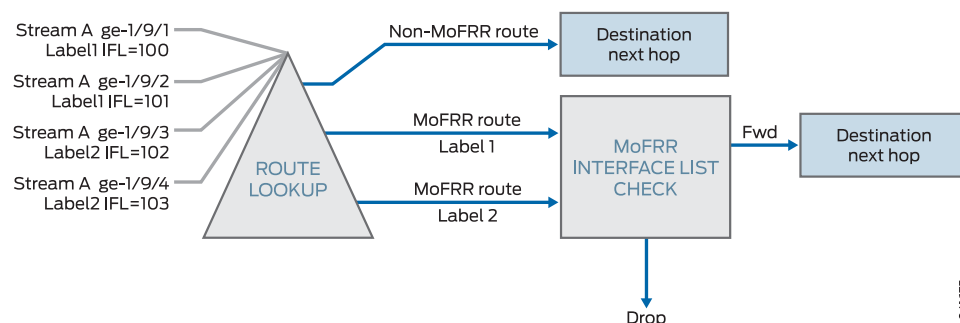 Stream A ge-1/9/1
Label1 IFL=100
Stream A ge-1/9/2
Label1 IFL=101
Stream A ge-1/9/3
Label2 IFL=102
Stream A ge-1/9/4
Label2 IFL=103
ROUTE
LOOKUP
Non-MoFRR route
Destination
next hop
MoFRR route
Label 1
MoFRR route
Label 2
MoFRR
INTERFACE LIST
CHECK
Fwd
Destination
next hop
Drop